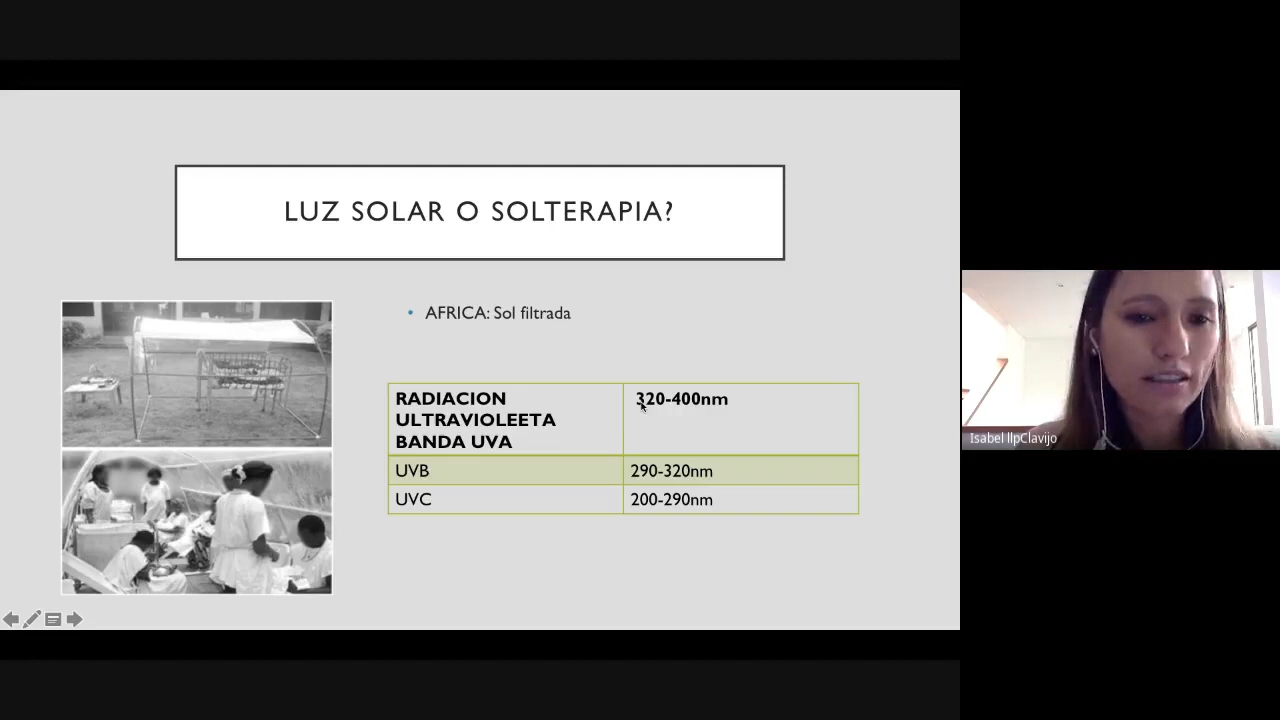 LUZ SOLAR O SOLTERAPIA?
• AFRICA: Sol filtrada
RADIACION
ULTRAVIOLEETA
BANDA UVA
320-400nm
UVB 290-320nm
UVC 200-290nm
Isabel llpClavijo